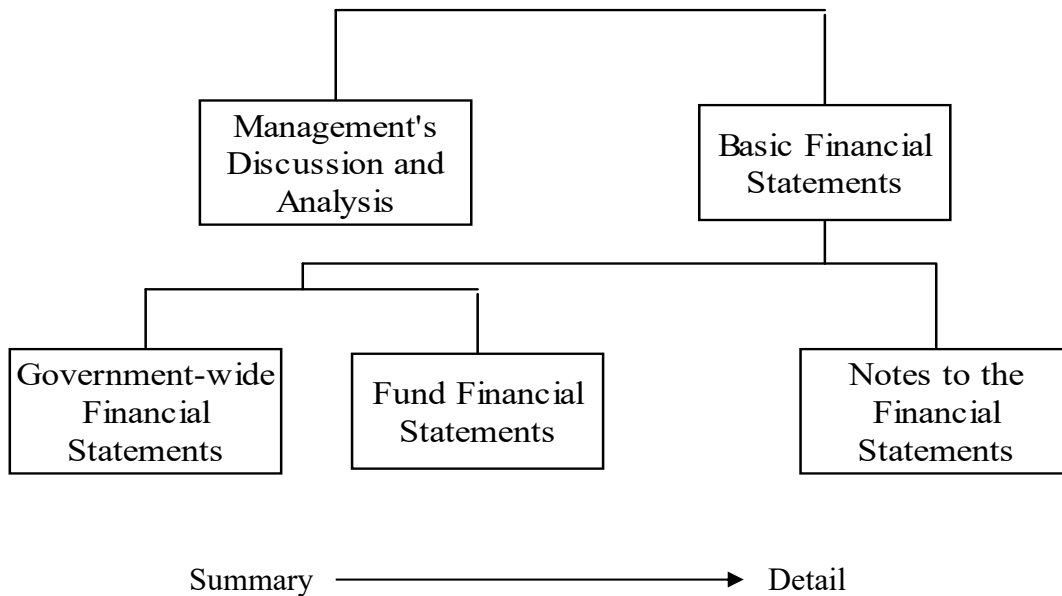 Management's
Discussion and
Analysis
Basic Financial
Statements
Government-wide
Financial
Statements
Fund Financial
Statements
Notes to the
Financial
Statements
Summary
Detail